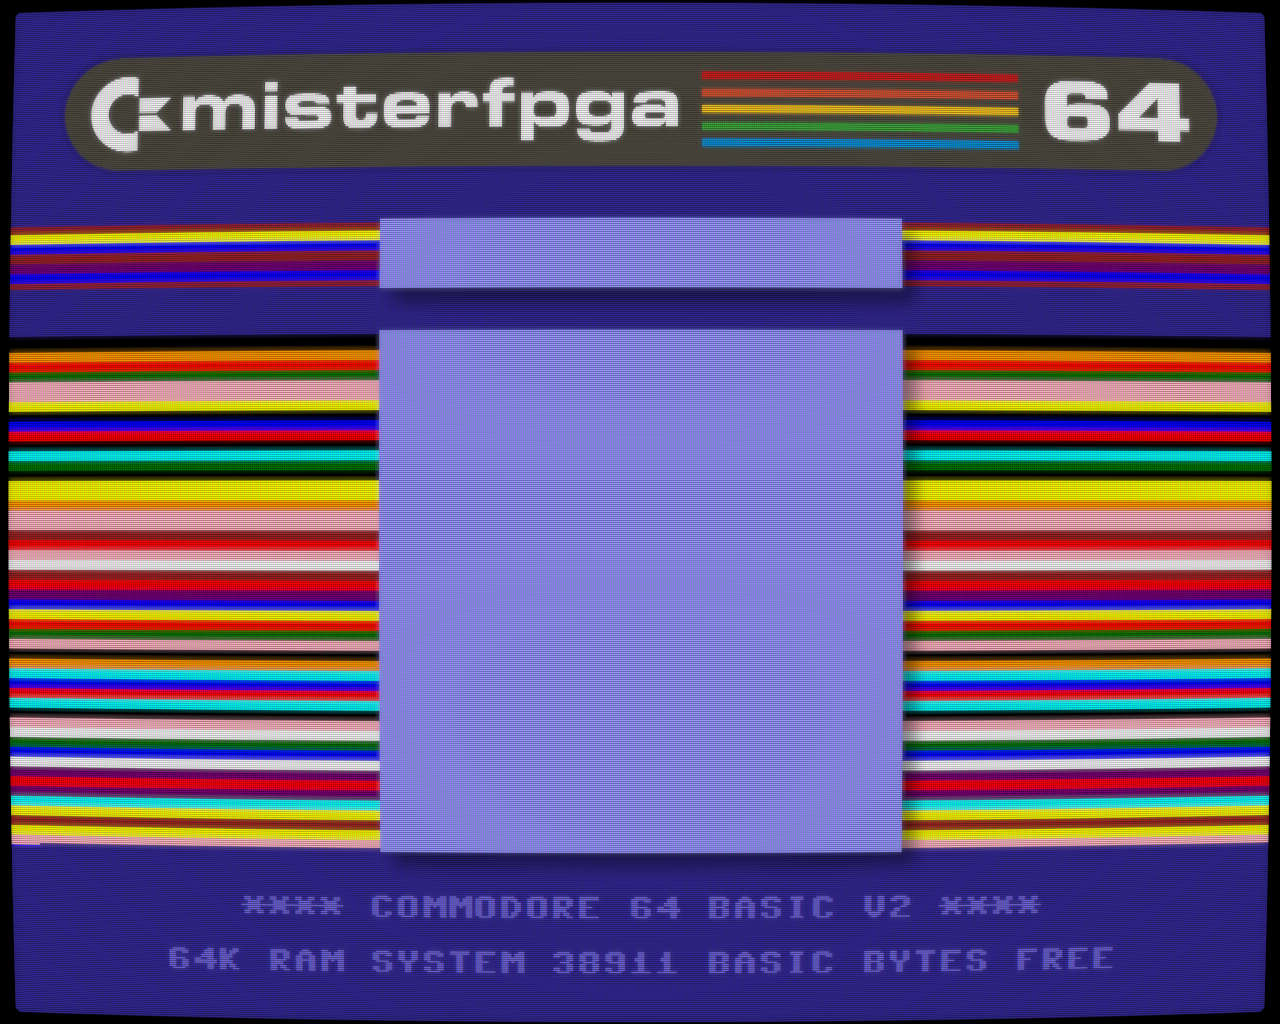 misterfpga 64
**** COMMODORE 64 BASIC V2 ****
64K RAM SYSTEM 38911 BASIC BYTES FREE